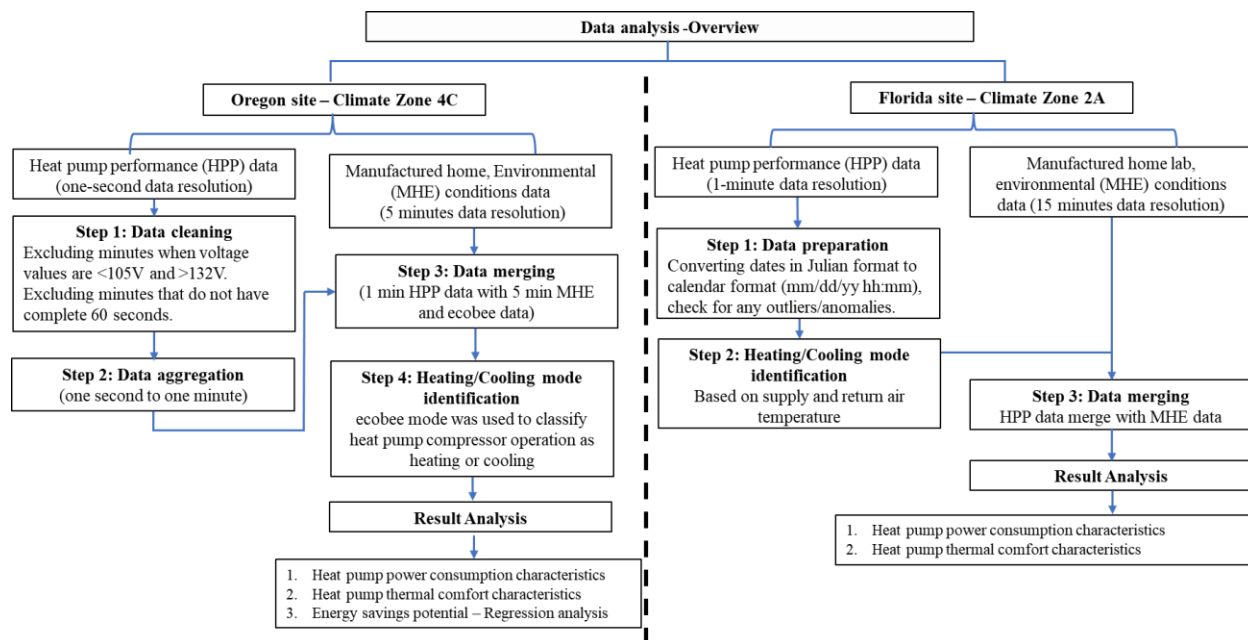 Data analysis -Overview
Oregon site – Climate Zone 4C
Heat pump performance (HPP) data
(one-second data resolution)
Step 1: Data cleaning
Excluding minutes when voltage
values are <105V and >132V.
Excluding minutes that do not have
complete 60 seconds.
Step 2: Data aggregation
(one second to one minute)
Manufactured home, Environmental
(MHE) conditions data
(5 minutes data resolution)
Step 3: Data merging
(1 min HPP data with 5 min MHE
and ecobee data)
Step 4: Heating/Cooling mode
identification
ecobee mode was used to classify
heat pump compressor operation as
heating or cooling
Result Analysis
1. Heat pump power consumption characteristics
2. Heat pump thermal comfort characteristics
3. Energy savings potential – Regression analysis
Florida site – Climate Zone 2A
Heat pump performance (HPP) data
(1-minute data resolution)
Step 1: Data preparation
Converting dates in Julian format to
calendar format (mm/dd/yy hh:mm),
check for any outliers/anomalies.
Step 2: Heating/Cooling mode
identification
Based on supply and return air
temperature
Manufactured home lab,
environmental (MHE) conditions
data (15 minutes data resolution)
Step 3: Data merging
HPP data merge with MHE data
Result Analysis
1. Heat pump power consumption characteristics
2. Heat pump thermal comfort characteristics